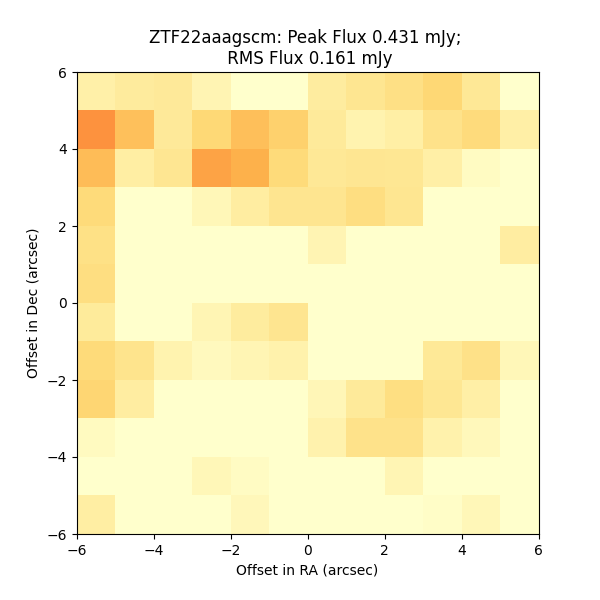 ZTF22aaagscm: Peak Flux 0.431 mJy;
RMS Flux 0.161 mJy
6
4
2
0
−2
−4
−6
Offset in Dec (arcsec)
−6 −4 −2 0 2 4 6
Offset in RA (arcsec)